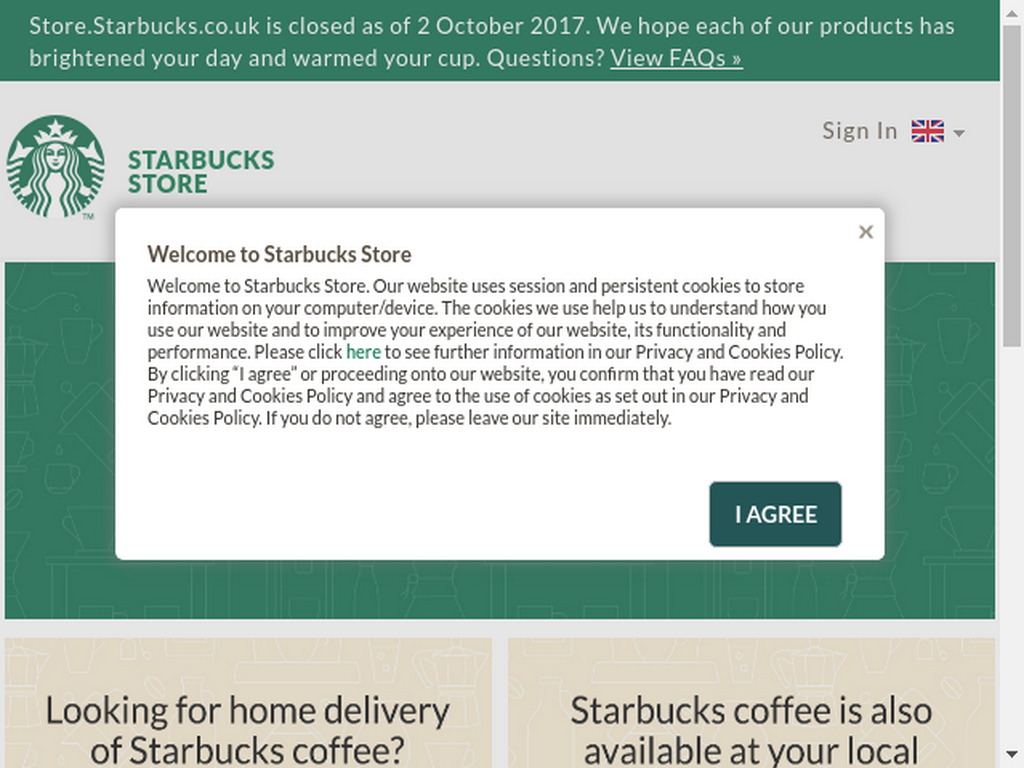 Store.Starbucks.co.uk is closed as of 2 October 2017. We hope each of our products has
brightened your day and warmed your cup. Questions? View FAQs »
Sign In
STARBUCKS
STORE
TM
×
Welcome to Starbucks Store
Welcome to Starbucks Store. Our website uses session and persistent cookies to store
information on your computer/device. The cookies we use help us to understand how you
use our website and to improve your experience of our website, its functionality and
performance. Please click here to see further information in our Privacy and Cookies Policy.
By clicking “I agree” or proceeding onto our website, you confirm that you have read our
Privacy and Cookies Policy and agree to the use of cookies as set out in our Privacy and
Cookies Policy. If you do not agree, please leave our site immediately.
I AGREE
Looking for home delivery
of Starbucks coffee?
Starbucks coffee is also
available at your local